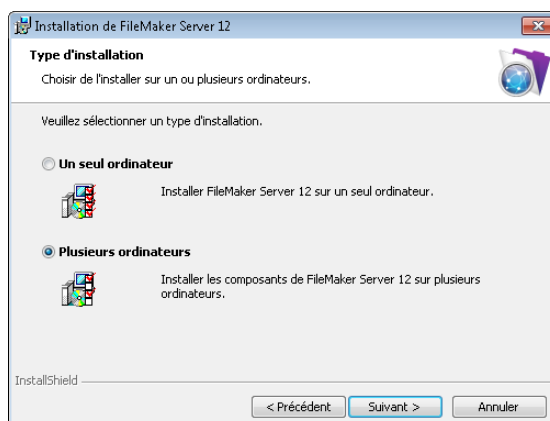 Installation de FileMaker Server 12
Type d'installation
Choisir de l'installer sur un ou plusieurs ordinateurs.
Veuillez sélectionner un type d'installation.
Un seul ordinateur
Installer FileMaker Server 12 sur un seul ordinateur.
Plusieurs ordinateurs
Installer les composants de FileMaker Server 12 sur plusieurs
ordinateurs.
InstallShield
< Précédent Suivant > Annuler